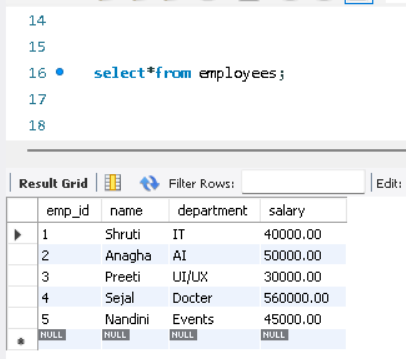 14
15
16 select*from employees;
17
18
Result Grid Filter Rows: Edit:
emp_id name department salary
1 Shruti IT 40000.00
2 Anagha AI 50000.00
3 Preeti UI/UX 30000.00
4 Sejal Docter 560000.00
5 Nandini Events 45000.00
NULL NULL NULL NULL